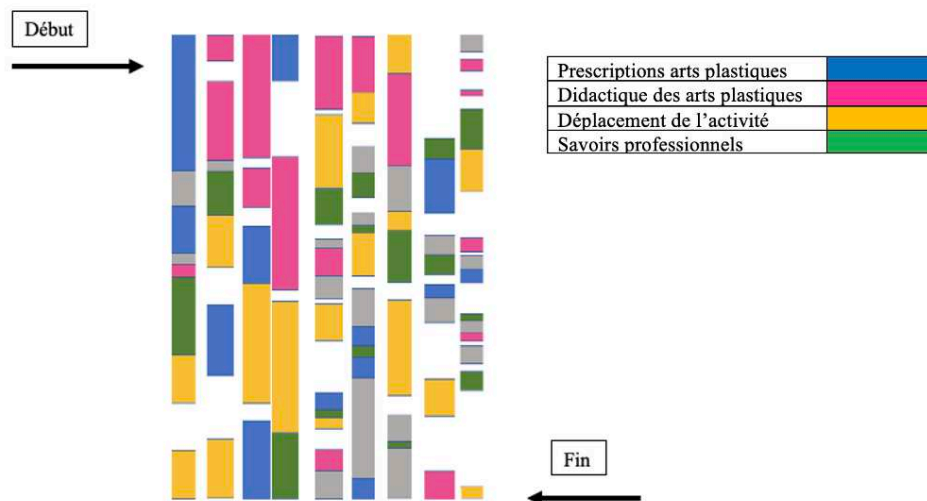 Début
Prescriptions arts plastiques
Didactique des arts plastiques
Déplacement de l'activité
Savoirs professionnels
Fin